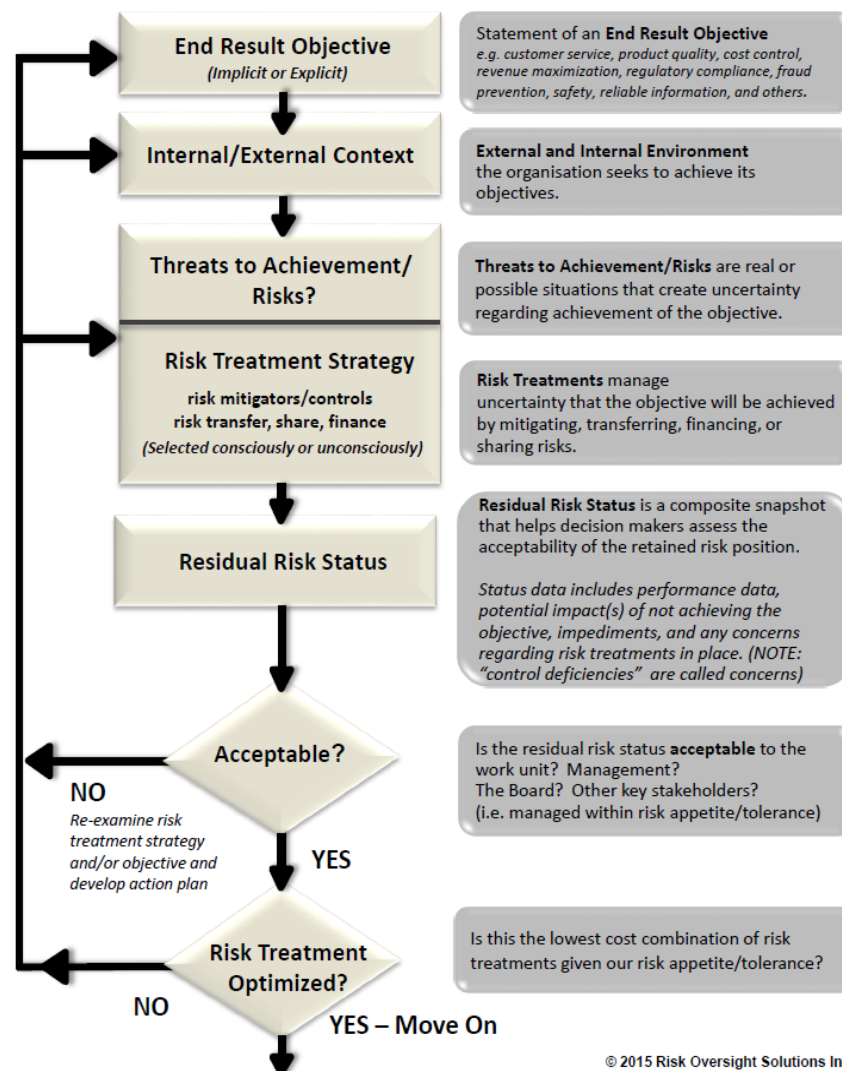 End Result Objective
(Implicit or Explicit)
Statement of an End Result Objective
e.g. customer service, product quality, cost control,
revenue maximization, regulatory compliance, fraud
prevention, safety, reliable information, and others.
Internal/External Context
External and Internal Environment
the organisation seeks to achieve its
objectives.
Threats to Achievement/
Risks?
Threats to Achievement/Risks are real or
possible situations that create uncertainty
regarding achievement of the objective.
Risk Treatment Strategy
risk mitigators/controls
risk transfer, share, finance
(Selected consciously or unconsciously)
Risk Treatments manage
uncertainty that the objective will be achieved
by mitigating, transferring, financing, or
sharing risks.
Residual Risk Status
Residual Risk Status is a composite snapshot
that helps decision makers assess the
acceptability of the retained risk position.
Status data includes performance data,
potential impact(s) of not achieving the
objective, impediments, and any concerns
regarding risk treatments in place. (NOTE:
“control deficiencies” are called concerns)
Acceptable?
Is the residual risk status acceptable to the
work unit? Management?
The Board? Other key stakeholders?
(i.e. managed within risk appetite/tolerance)
NO
Re-examine risk
treatment strategy
and/or objective and
develop action plan
YES
Risk Treatment
Optimized?
Is this the lowest cost combination of risk
treatments given our risk appetite/tolerance?
NO
YES – Move On
© 2015 Risk Oversight Solutions In